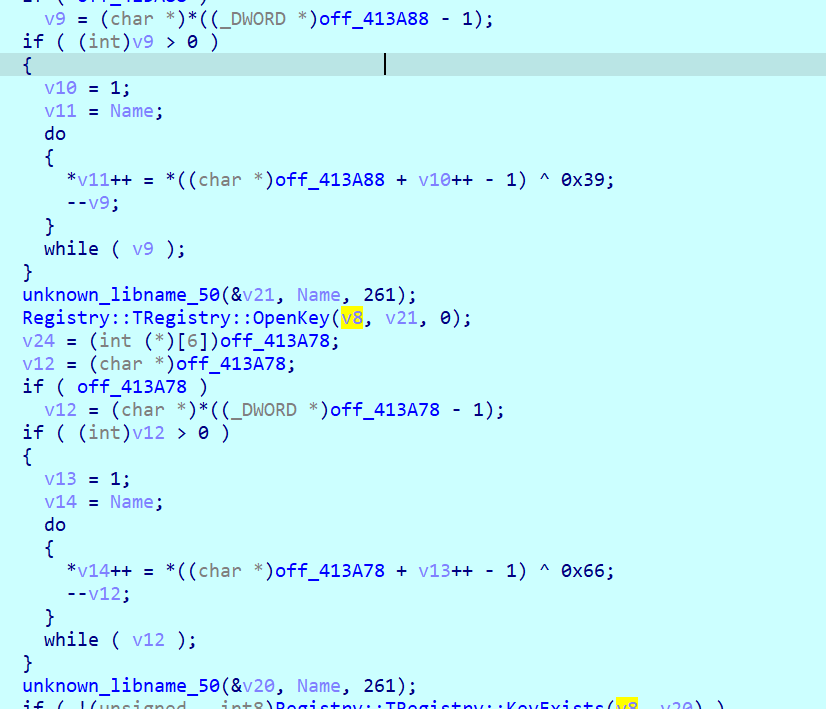 v9 = (char *)*((_DWORD *)off_413A88 - 1);
if ( (int)v9 > 0 )
{
v10 = 1;
v11 = Name;
do
{
*v11++ = *((char *)off_413A88 + v10++ - 1) ^ 0x39;
--v9;
}
while ( v9 );
}
unknown_libname_50(&v21, Name, 261);
Registry::TRegistry::OpenKey(v8, v21, 0);
v24 = (int (*)[6])off_413A78;
v12 = (char *)off_413A78;
if ( off_413A78 )
v12 = (char *)*((_DWORD *)off_413A78 - 1);
if ( (int)v12 > 0 )
{
v13 = 1;
v14 = Name;
do
{
*v14++ = *((char *)off_413A78 + v13++ - 1) ^ 0x66;
--v12;
}
while ( v12 );
}
unknown_libname_50(&v20, Name, 261);
if ( !(unsigned __int8)Registry::TRegistry::KeyExists(v8, v20) )